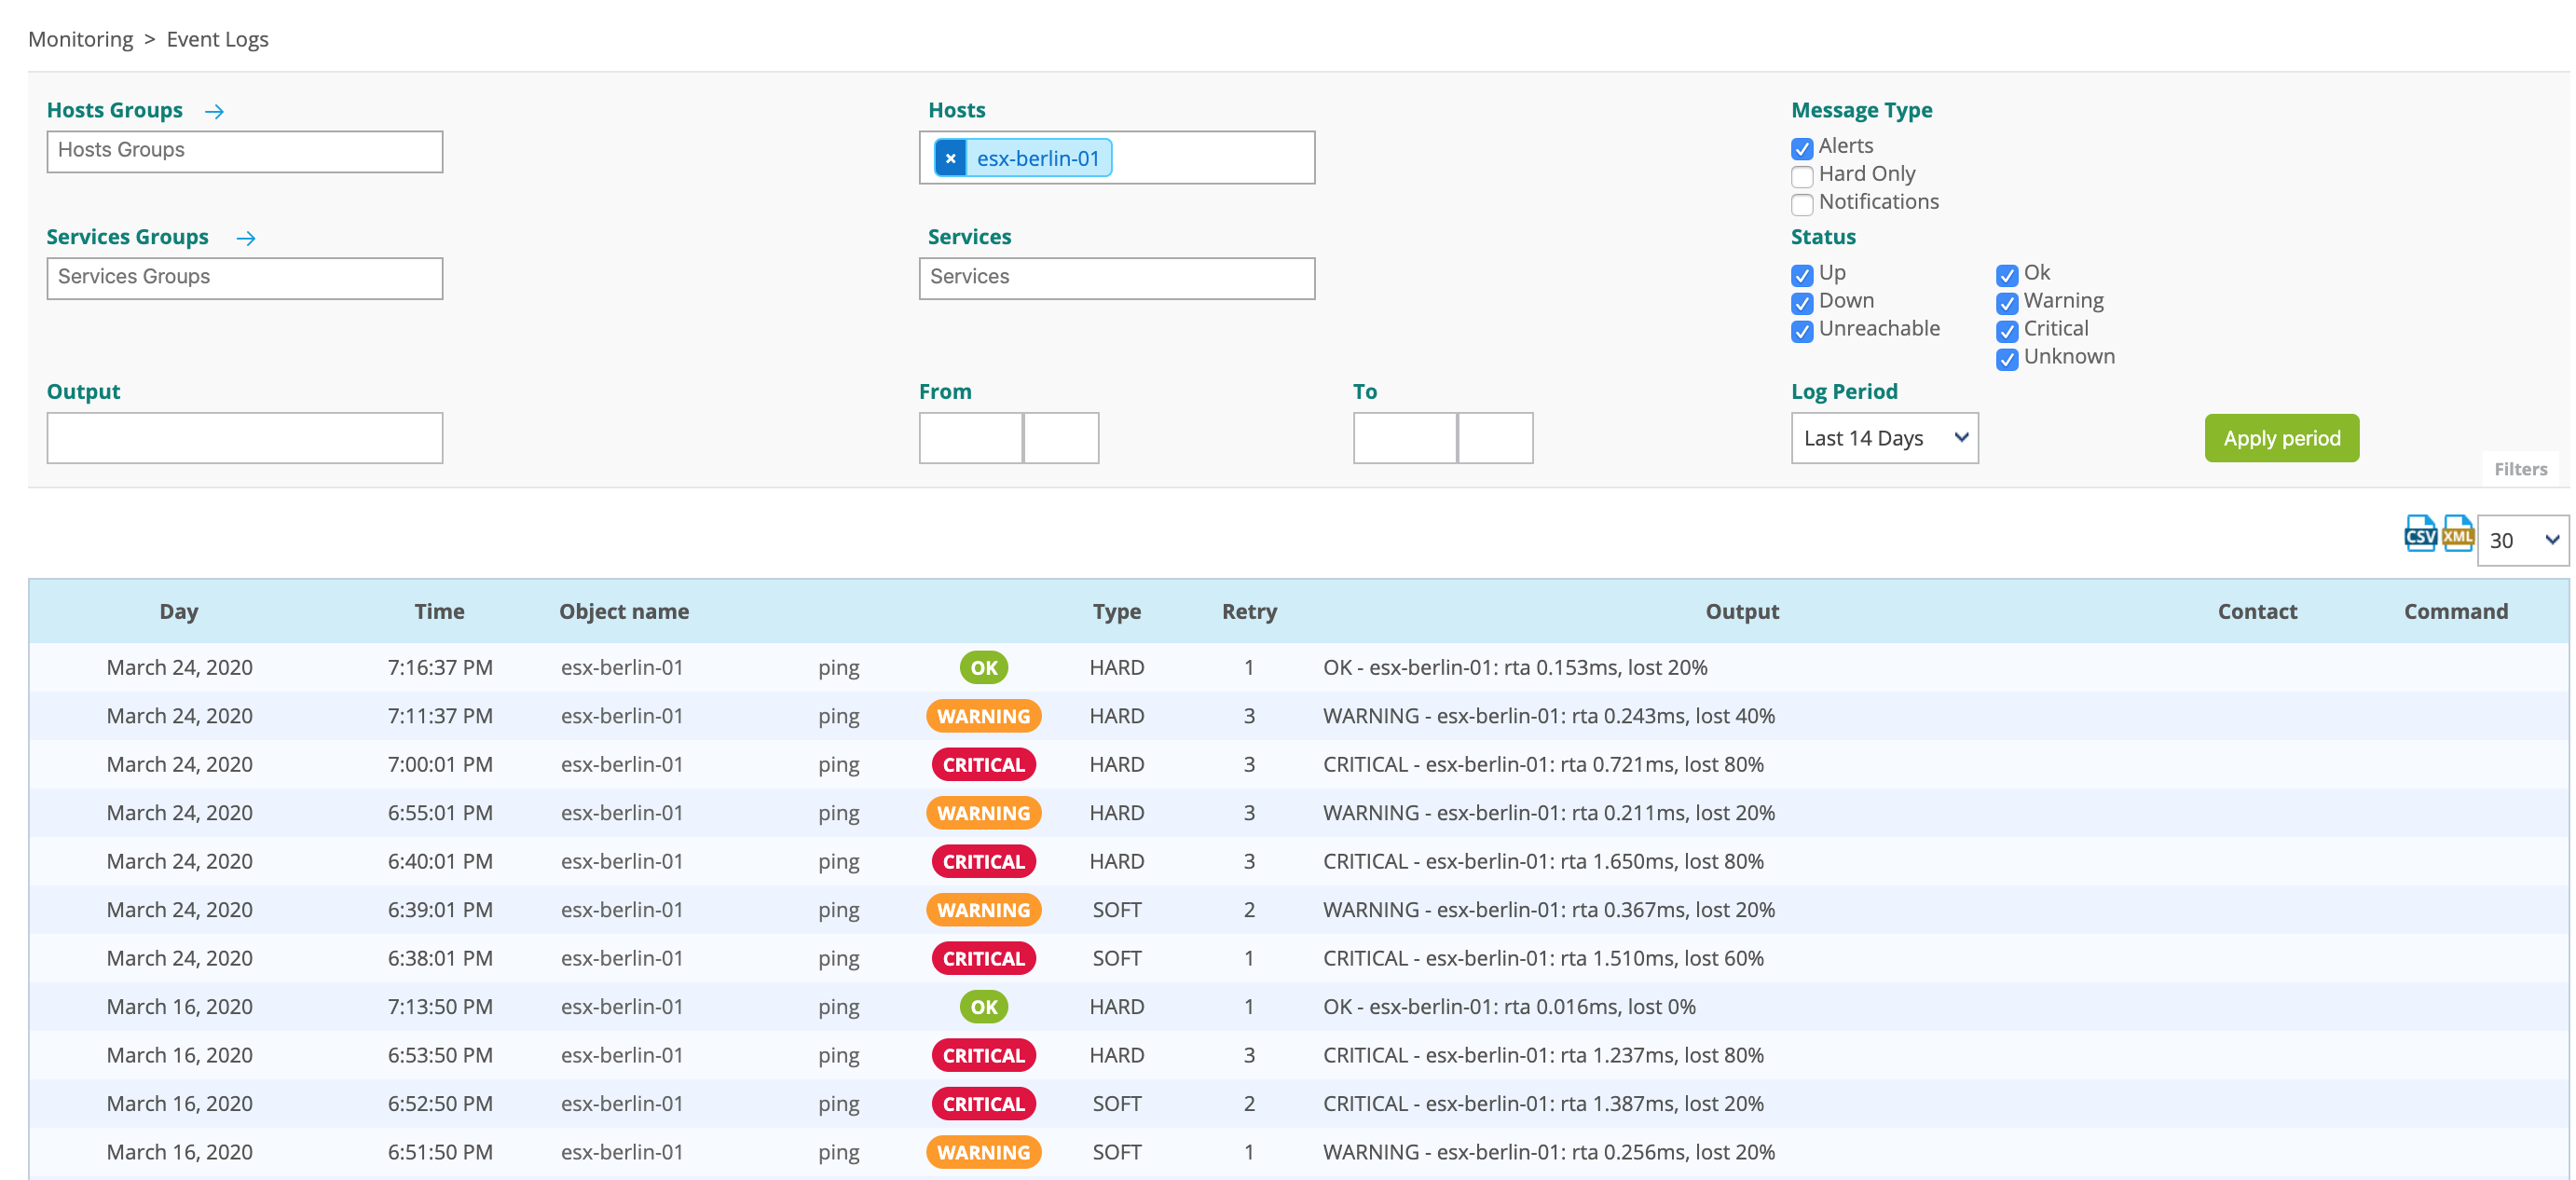 Monitoring > Event Logs
Hosts Groups →
Hosts
Message Type
Hosts Groups
× esx-berlin-01
Alerts
Hard Only
Notifications
Services Groups →
Services
Status
Services Groups
Services
Up
Ok
Down
Warning
Unreachable
Critical
Unknown
Output
From
To
Log Period
Last 14 Days
Apply period
Filters
CSV XML 30
Day Time Object name Type Retry Output Contact Command
March 24, 2020 7:16:37 PM esx-berlin-01 ping OK HARD 1 OK - esx-berlin-01: rta 0.153ms, lost 20%
March 24, 2020 7:11:37 PM esx-berlin-01 ping WARNING HARD 3 WARNING - esx-berlin-01: rta 0.243ms, lost 40%
March 24, 2020 7:00:01 PM esx-berlin-01 ping CRITICAL HARD 3 CRITICAL - esx-berlin-01: rta 0.721ms, lost 80%
March 24, 2020 6:55:01 PM esx-berlin-01 ping WARNING HARD 3 WARNING - esx-berlin-01: rta 0.211ms, lost 20%
March 24, 2020 6:40:01 PM esx-berlin-01 ping CRITICAL HARD 3 CRITICAL - esx-berlin-01: rta 1.650ms, lost 80%
March 24, 2020 6:39:01 PM esx-berlin-01 ping WARNING SOFT 2 WARNING - esx-berlin-01: rta 0.367ms, lost 20%
March 24, 2020 6:38:01 PM esx-berlin-01 ping CRITICAL SOFT 1 CRITICAL - esx-berlin-01: rta 1.510ms, lost 60%
March 16, 2020 7:13:50 PM esx-berlin-01 ping OK HARD 1 OK - esx-berlin-01: rta 0.016ms, lost 0%
March 16, 2020 6:53:50 PM esx-berlin-01 ping CRITICAL HARD 3 CRITICAL - esx-berlin-01: rta 1.237ms, lost 80%
March 16, 2020 6:52:50 PM esx-berlin-01 ping CRITICAL SOFT 2 CRITICAL - esx-berlin-01: rta 1.387ms, lost 20%
March 16, 2020 6:51:50 PM esx-berlin-01 ping WARNING SOFT 1 WARNING - esx-berlin-01: rta 0.256ms, lost 20%